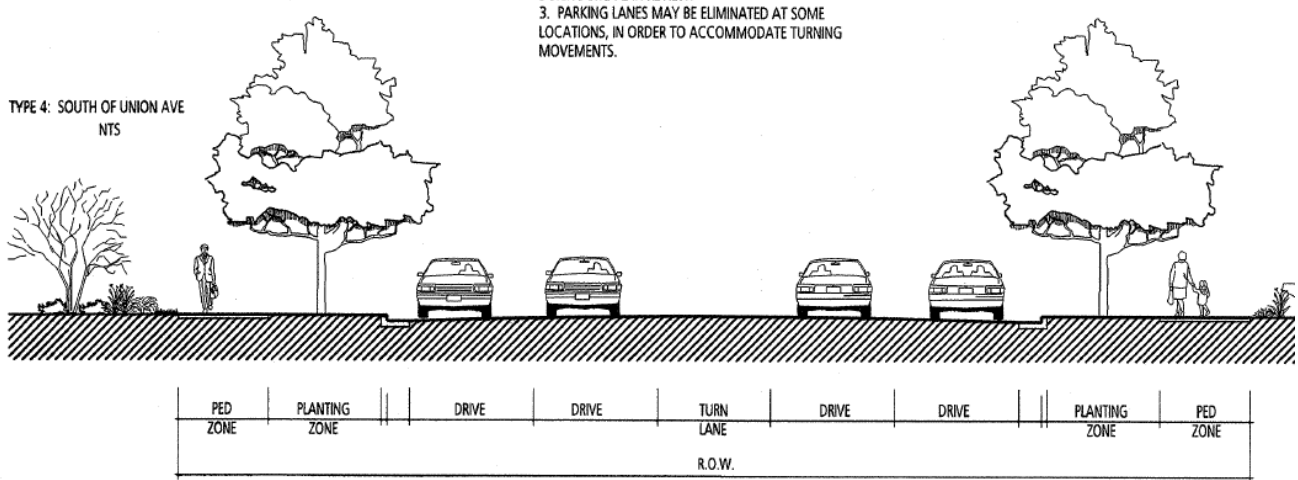 3. PARKING LANES MAY BE ELIMINATED AT SOME
LOCATIONS, IN ORDER TO ACCOMMODATE TURNING
MOVEMENTS.
TYPE 4: SOUTH OF UNION AVE
NTS
PED
ZONE
PLANTING
ZONE
DRIVE
DRIVE
TURN
LANE
DRIVE
DRIVE
PLANTING
ZONE
PED
ZONE
R.O.W.